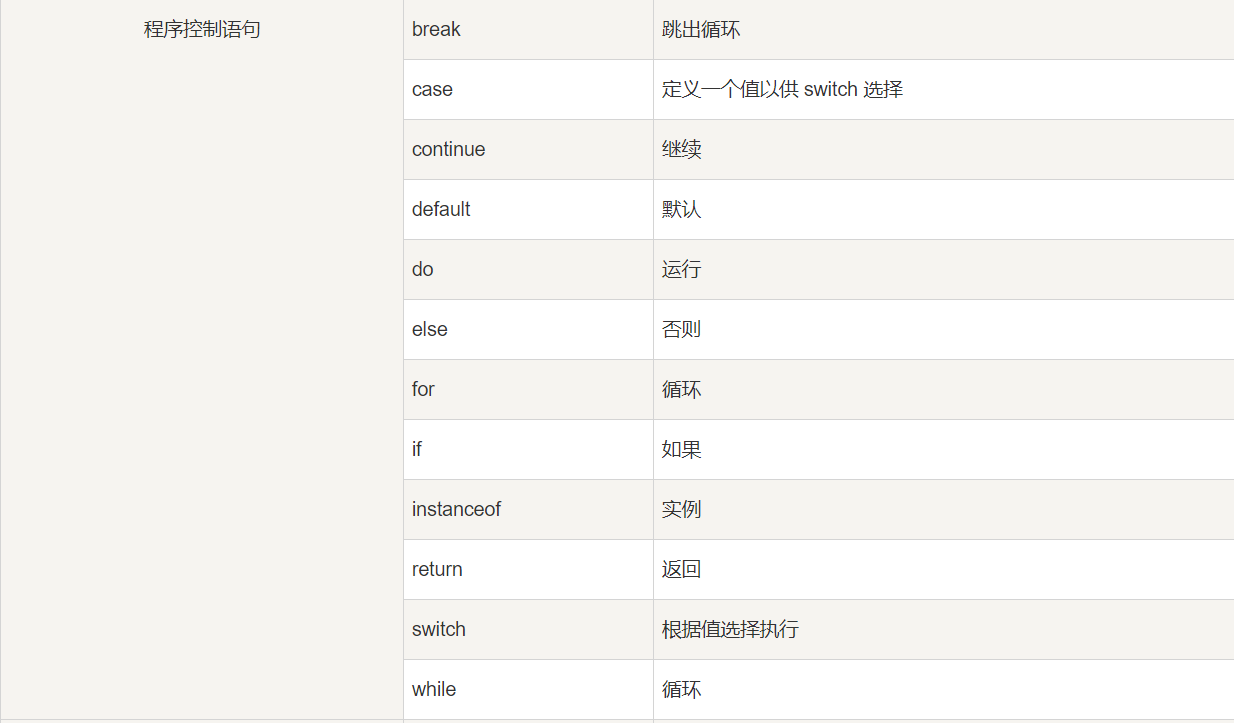 程序控制语句 break 跳出循环
case 定义一个值以供 switch 选择
continue 继续
default 默认
do 运行
else 否则
for 循环
if 如果
instanceof 实例
return 返回
switch 根据值选择执行
while 循环